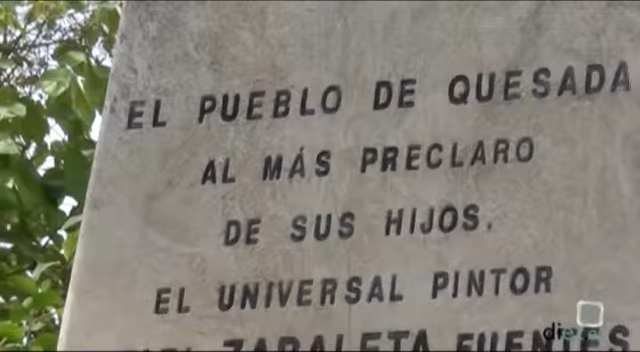 EL PUEBLO DE QUESADA
AL MÁS PRECLARO
DE SUS HIJOS,
EL UNIVERSAL PINTOR
ZABALETA FUENTES